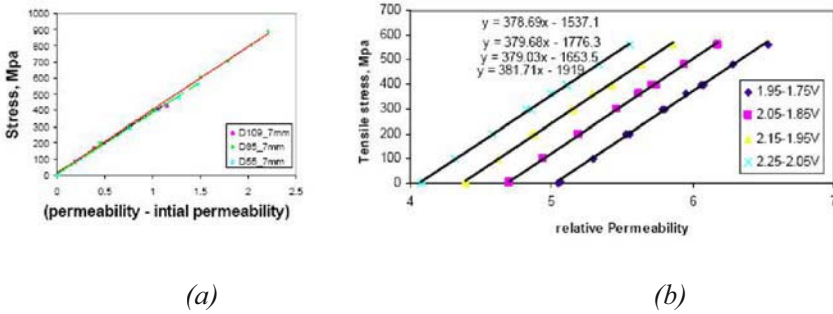 1000
900
800
700
600
500
400
300
200
100
0
Stress, Mpa
D109_7mm
D85_7mm
D55_7mm
0 0.5 1 1.5 2 2.5
(permeability - intial permeability)
(a)
700
600
500
400
300
200
100
0
Tensile stress, Mpa
y = 378.69x - 1537.1
y = 379.68x - 1776.3
y = 379.03x - 1653.5
y = 381.71x - 1919
1.95-1.75V
2.05-1.85V
2.15-1.95V
2.25-2.05V
4 5 6 7
relative Permeability
(b)